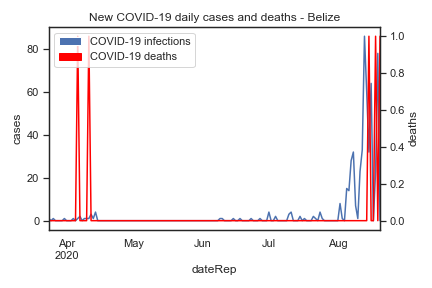 New COVID-19 daily cases and deaths - Belize
COVID-19 infections
COVID-19 deaths
80
60
40
20
0
cases
1.0
0.8
0.6
0.4
0.2
0.0
deaths
Apr
2020
May
Jun
Jul
Aug
dateRep